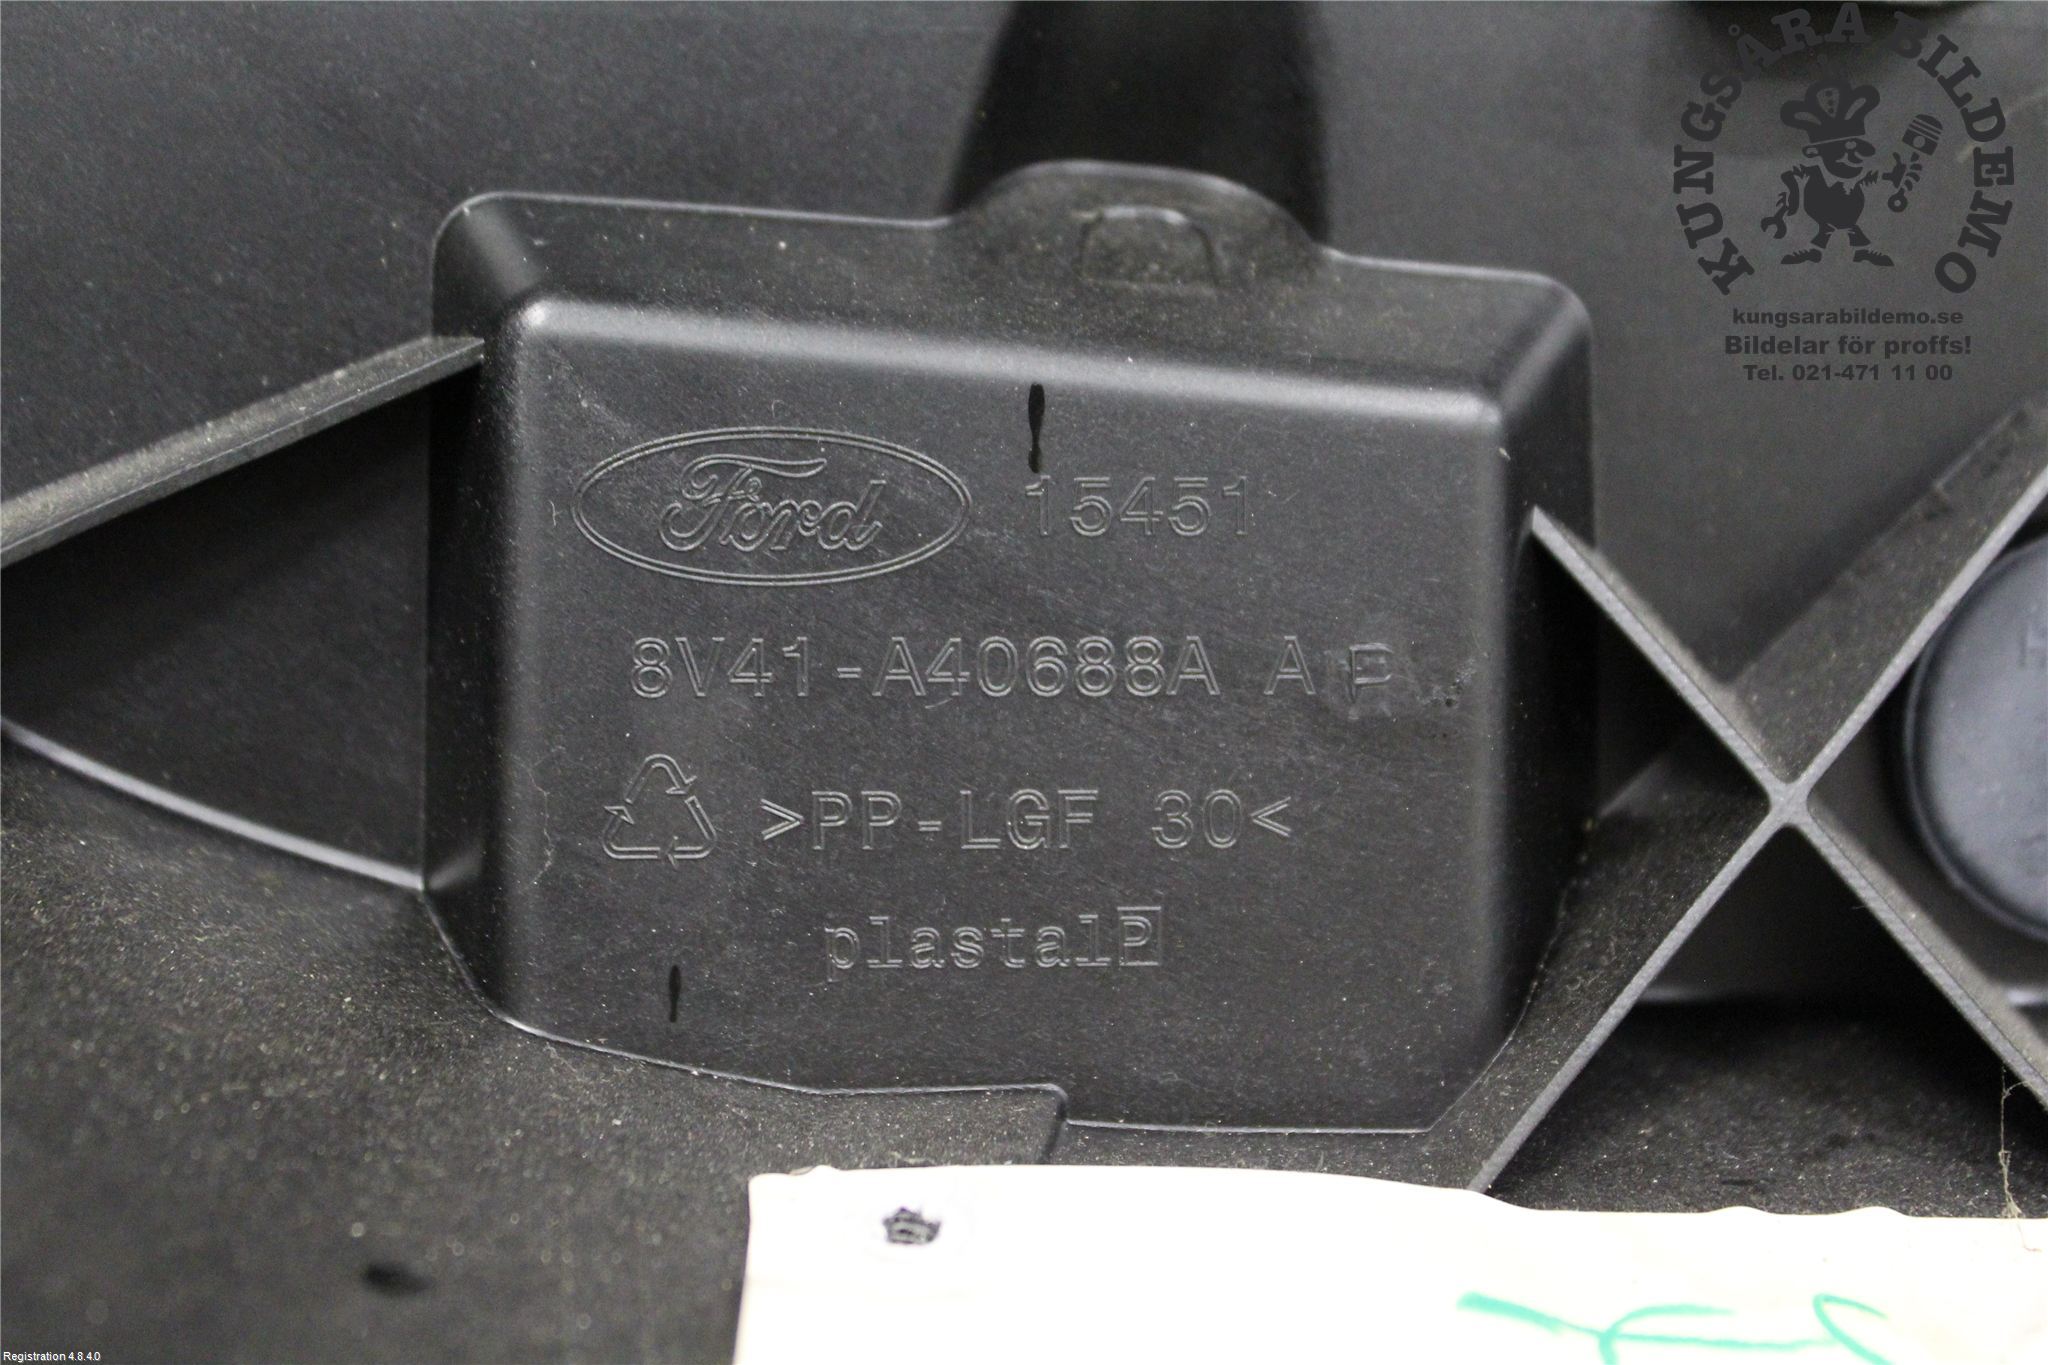 KUNGSÅRA BILDEMO
kungsarabildemo.se
Bildelar för proffs!
Tel. 021-471 11 00
Ford 15451
8V41-A40688A A
>PP-LGF 30<
plastal P
Registration 4.8.4.0